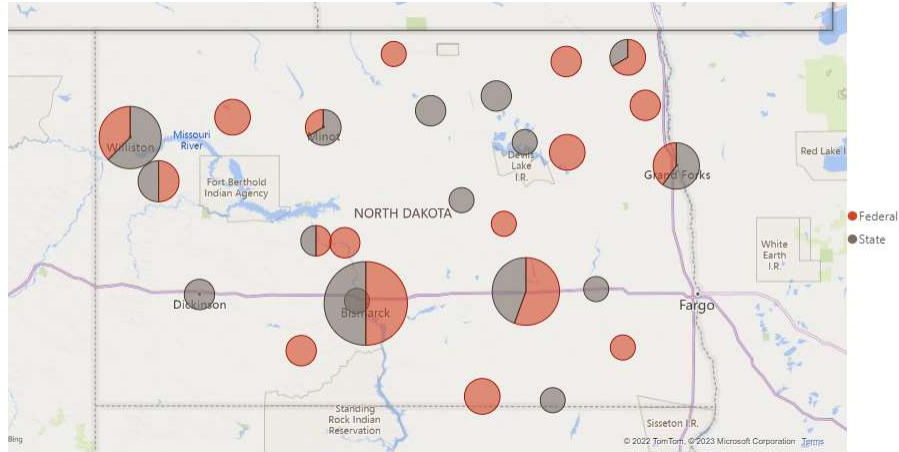 Williston
Missouri
River
Minot
Fort Berthold
Indian Agency
Devils
Lake
I.R.
Grand Forks
Red Lake I
NORTH DAKOTA
Federal
State
White
Earth
I.R.
Dickinson
Bismarck
Fargo
Standing
Rock Indian
Reservation
Sisseton I.R.
Bing
© 2022 TomTom, © 2023 Microsoft Corporation Terms